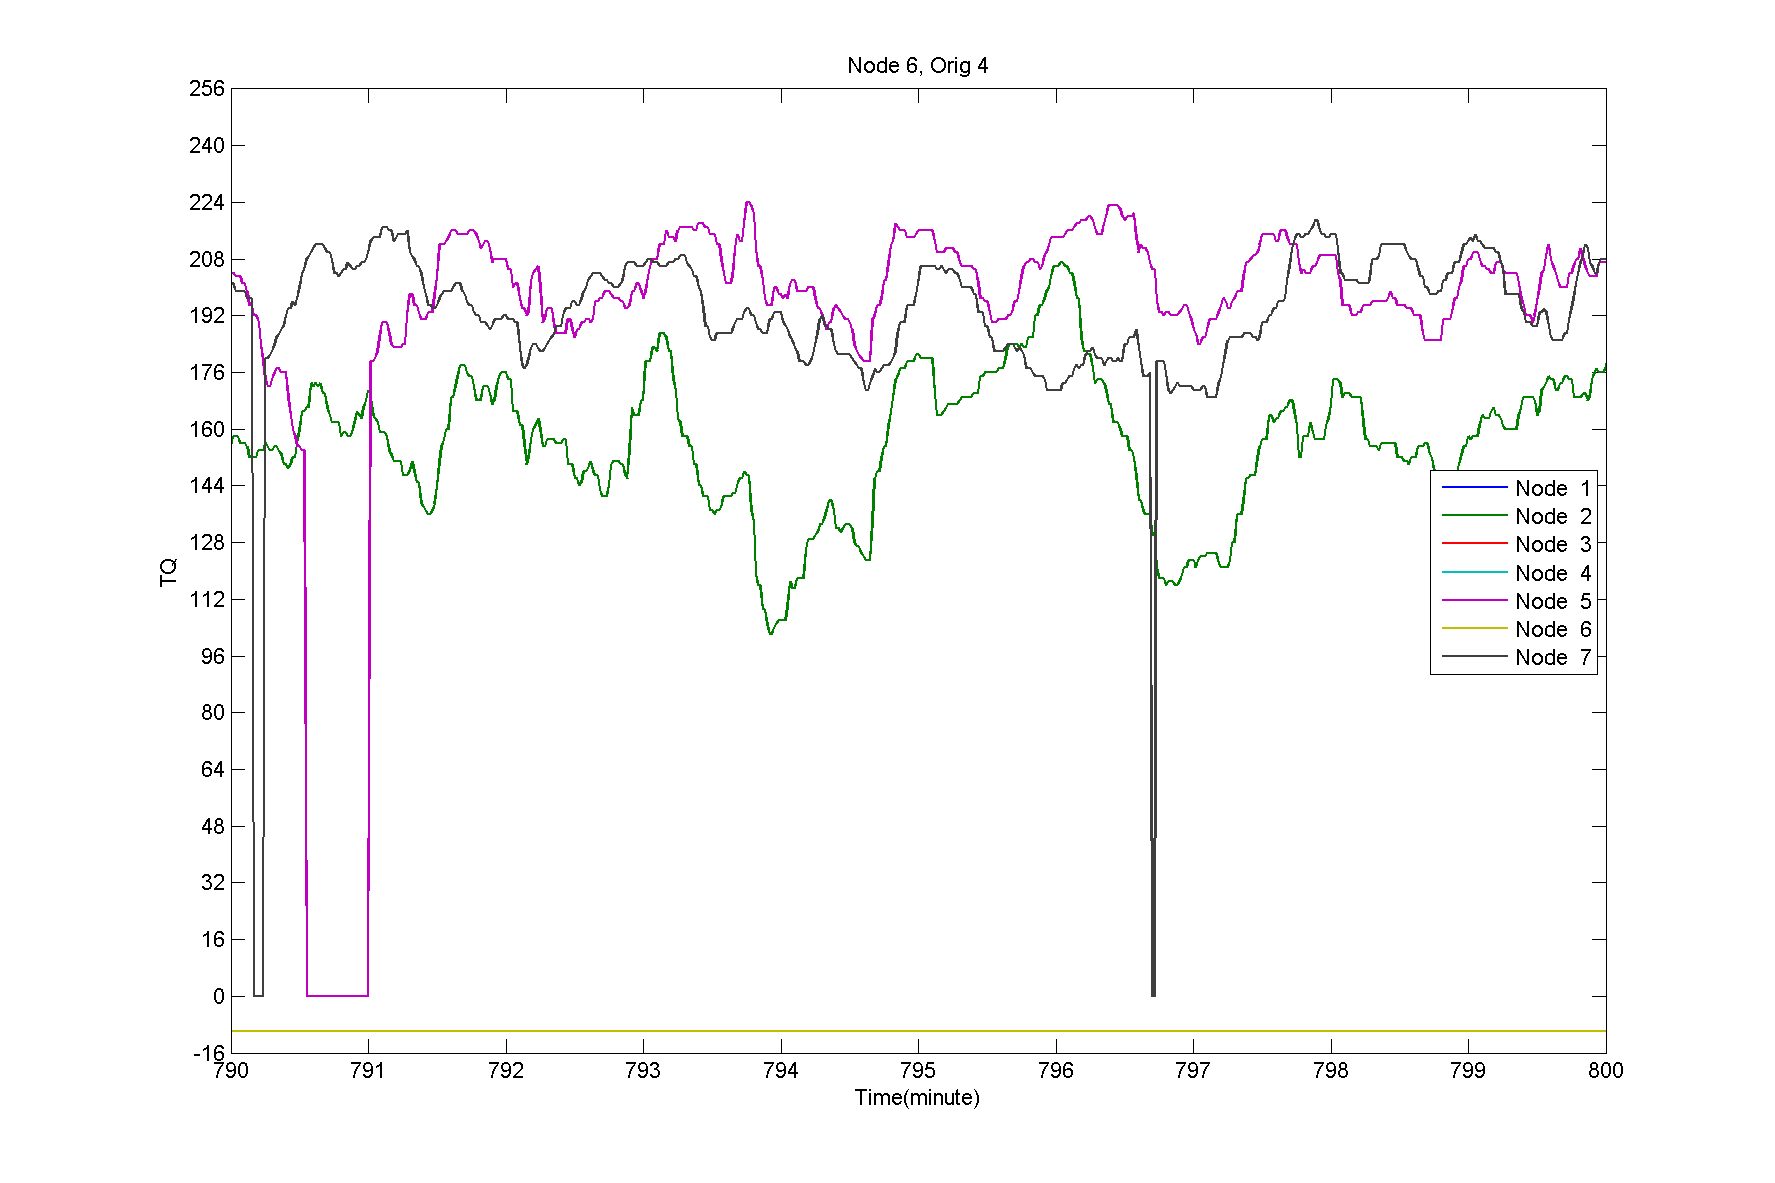 Node 6, Orig 4
256
240
224
208
192
176
160
144
128
112
96
80
64
48
32
16
0
-16
TQ
790 791 792 793 794 795 796 797 798 799 800
Time(minute)
Node 1
Node 2
Node 3
Node 4
Node 5
Node 6
Node 7